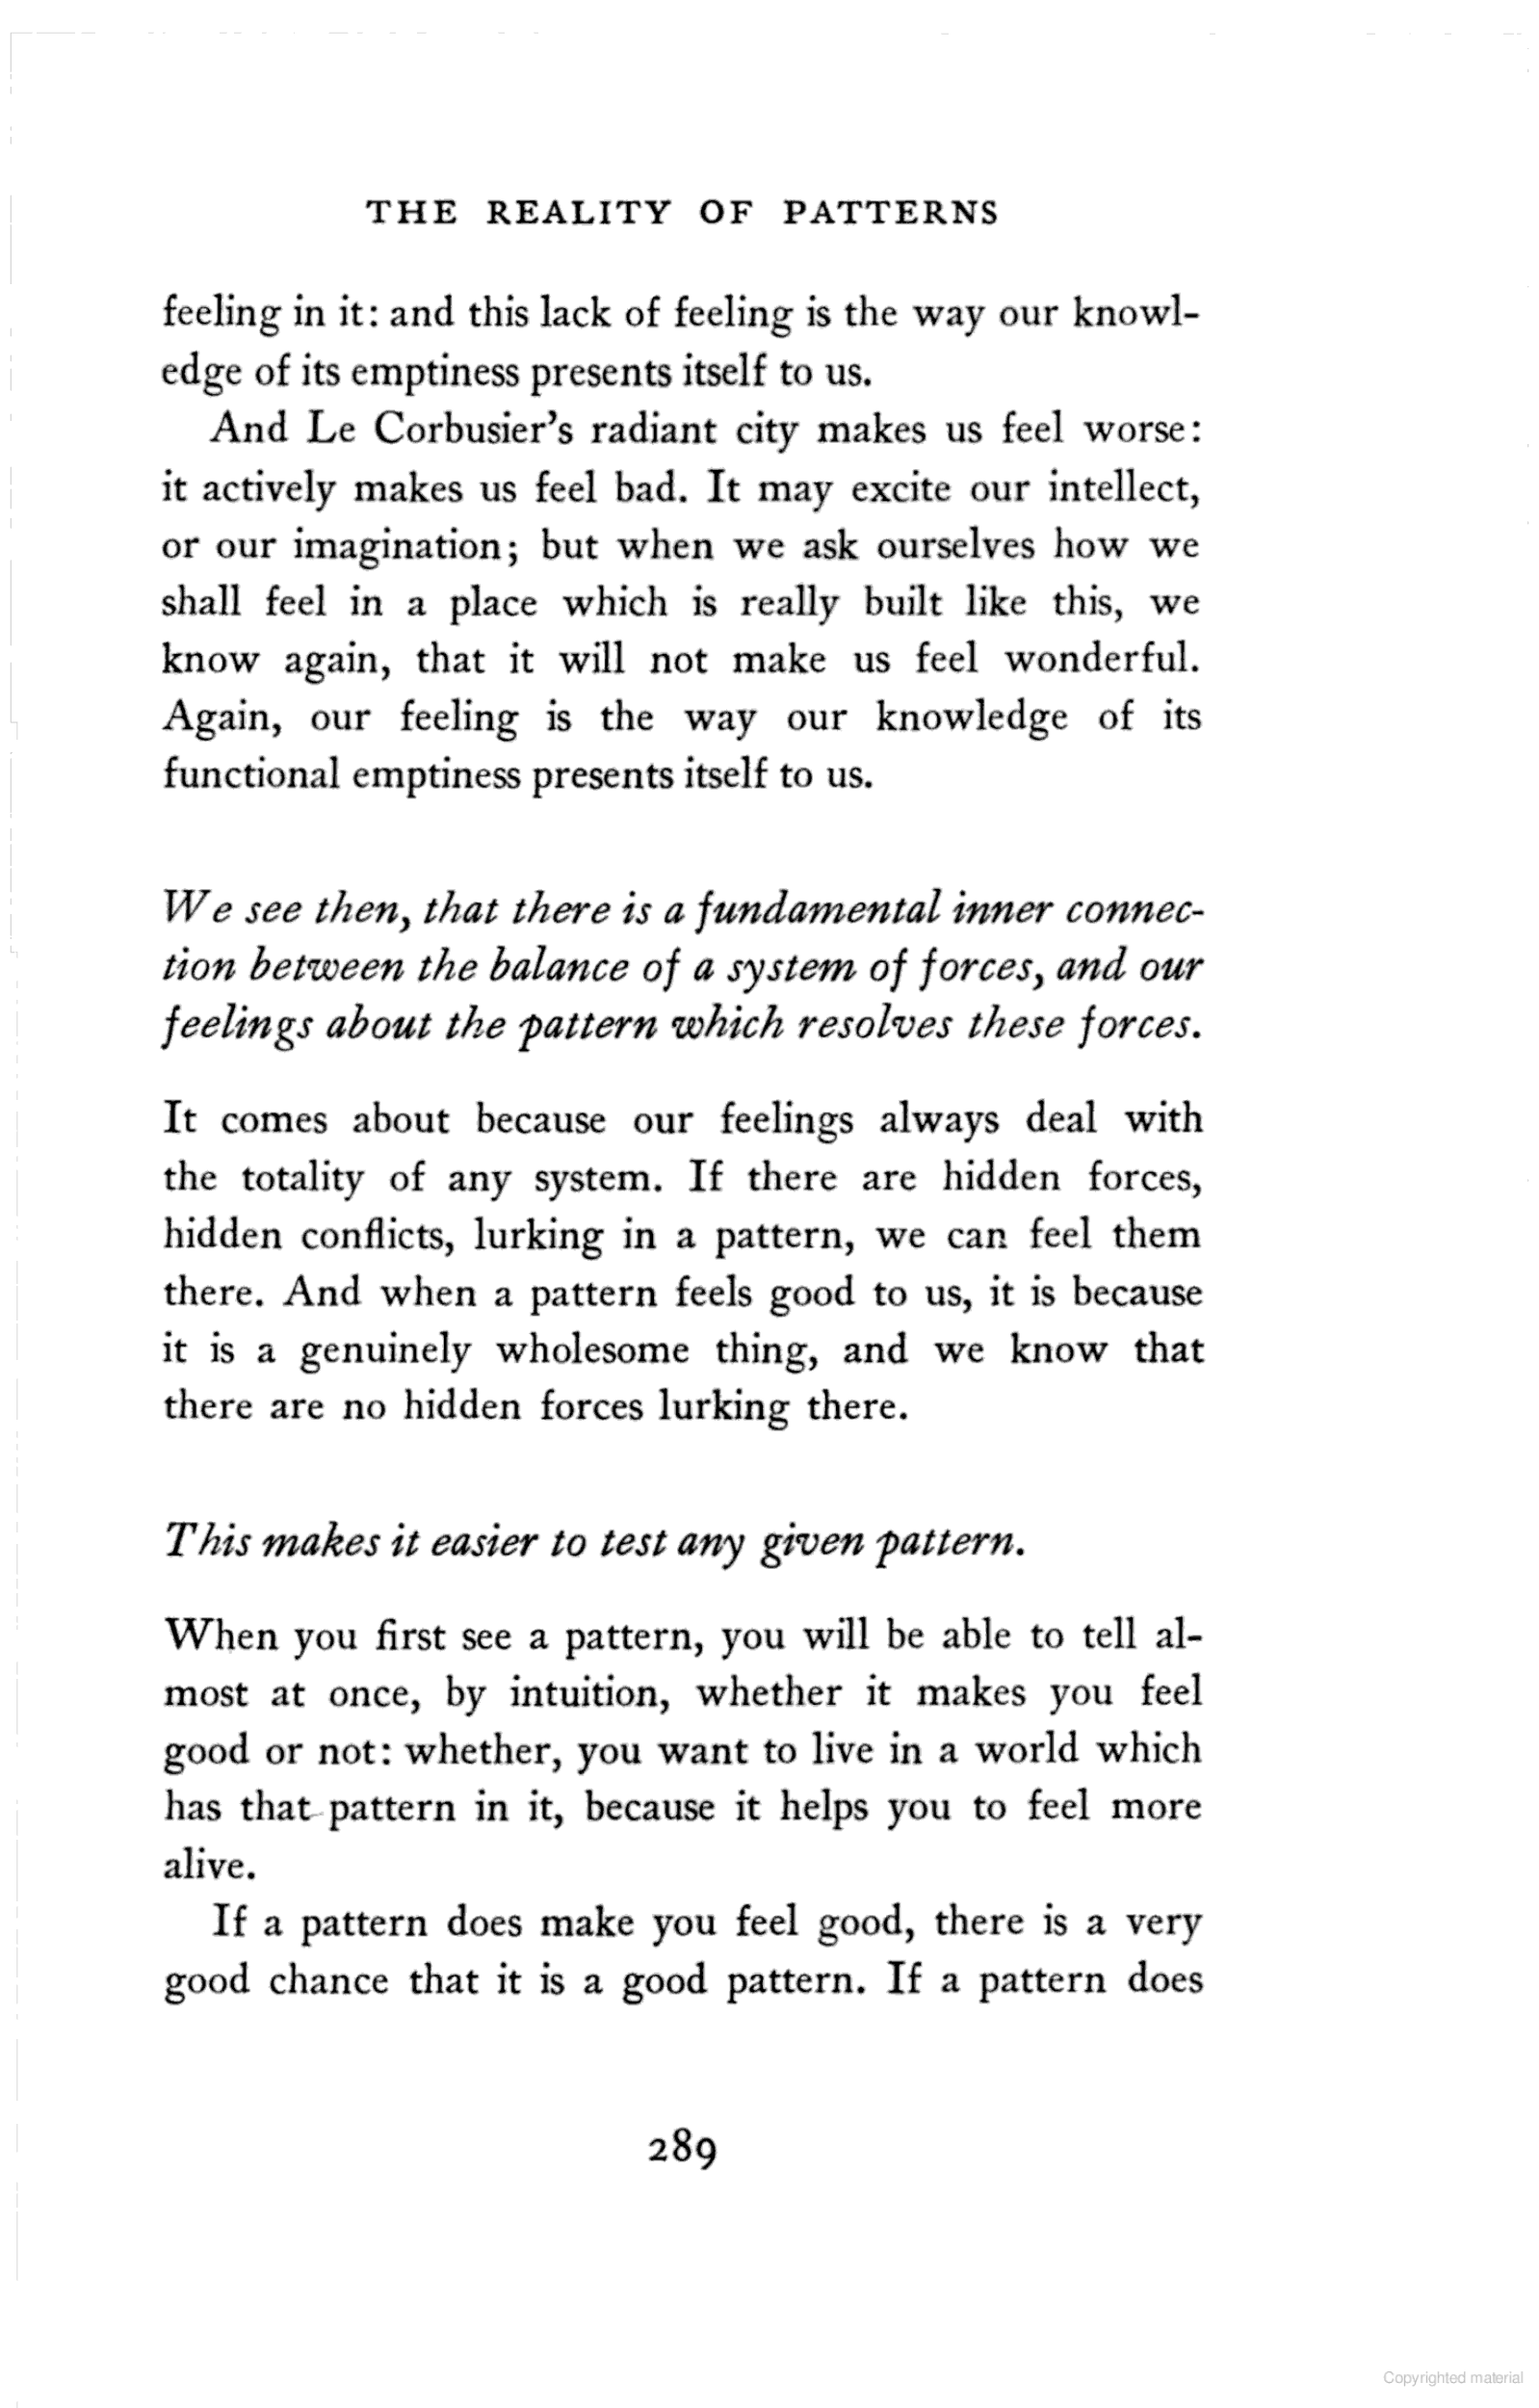 THE REALITY OF PATTERNS
feeling in it: and this lack of feeling is the way our knowl-
edge of its emptiness presents itself to us.
And Le Corbusier's radiant city makes us feel worse:
it actively makes us feel bad. It may excite our intellect,
or our imagination; but when we ask ourselves how we
shall feel in a place which is really built like this, we
know again, that it will not make us feel wonderful.
Again, our feeling is the way our knowledge of its
functional emptiness presents itself to us.
We see then, that there is a fundamental inner connec-
tion between the balance of a system of forces, and our
feelings about the pattern which resolves these forces.
It comes about because our feelings always deal with
the totality of any system. If there are hidden forces,
hidden conflicts, lurking in a pattern, we can feel them
there. And when a pattern feels good to us, it is because
it is a genuinely wholesome thing, and we know that
there are no hidden forces lurking there.
This makes it easier to test any given pattern.
When you first see a pattern, you will be able to tell al-
most at once, by intuition, whether it makes you feel
good or not: whether, you want to live in a world which
has that pattern in it, because it helps you to feel more
alive.
If a pattern does make you feel good, there is a very
good chance that it is a good pattern. If a pattern does
289
Copyrighted material